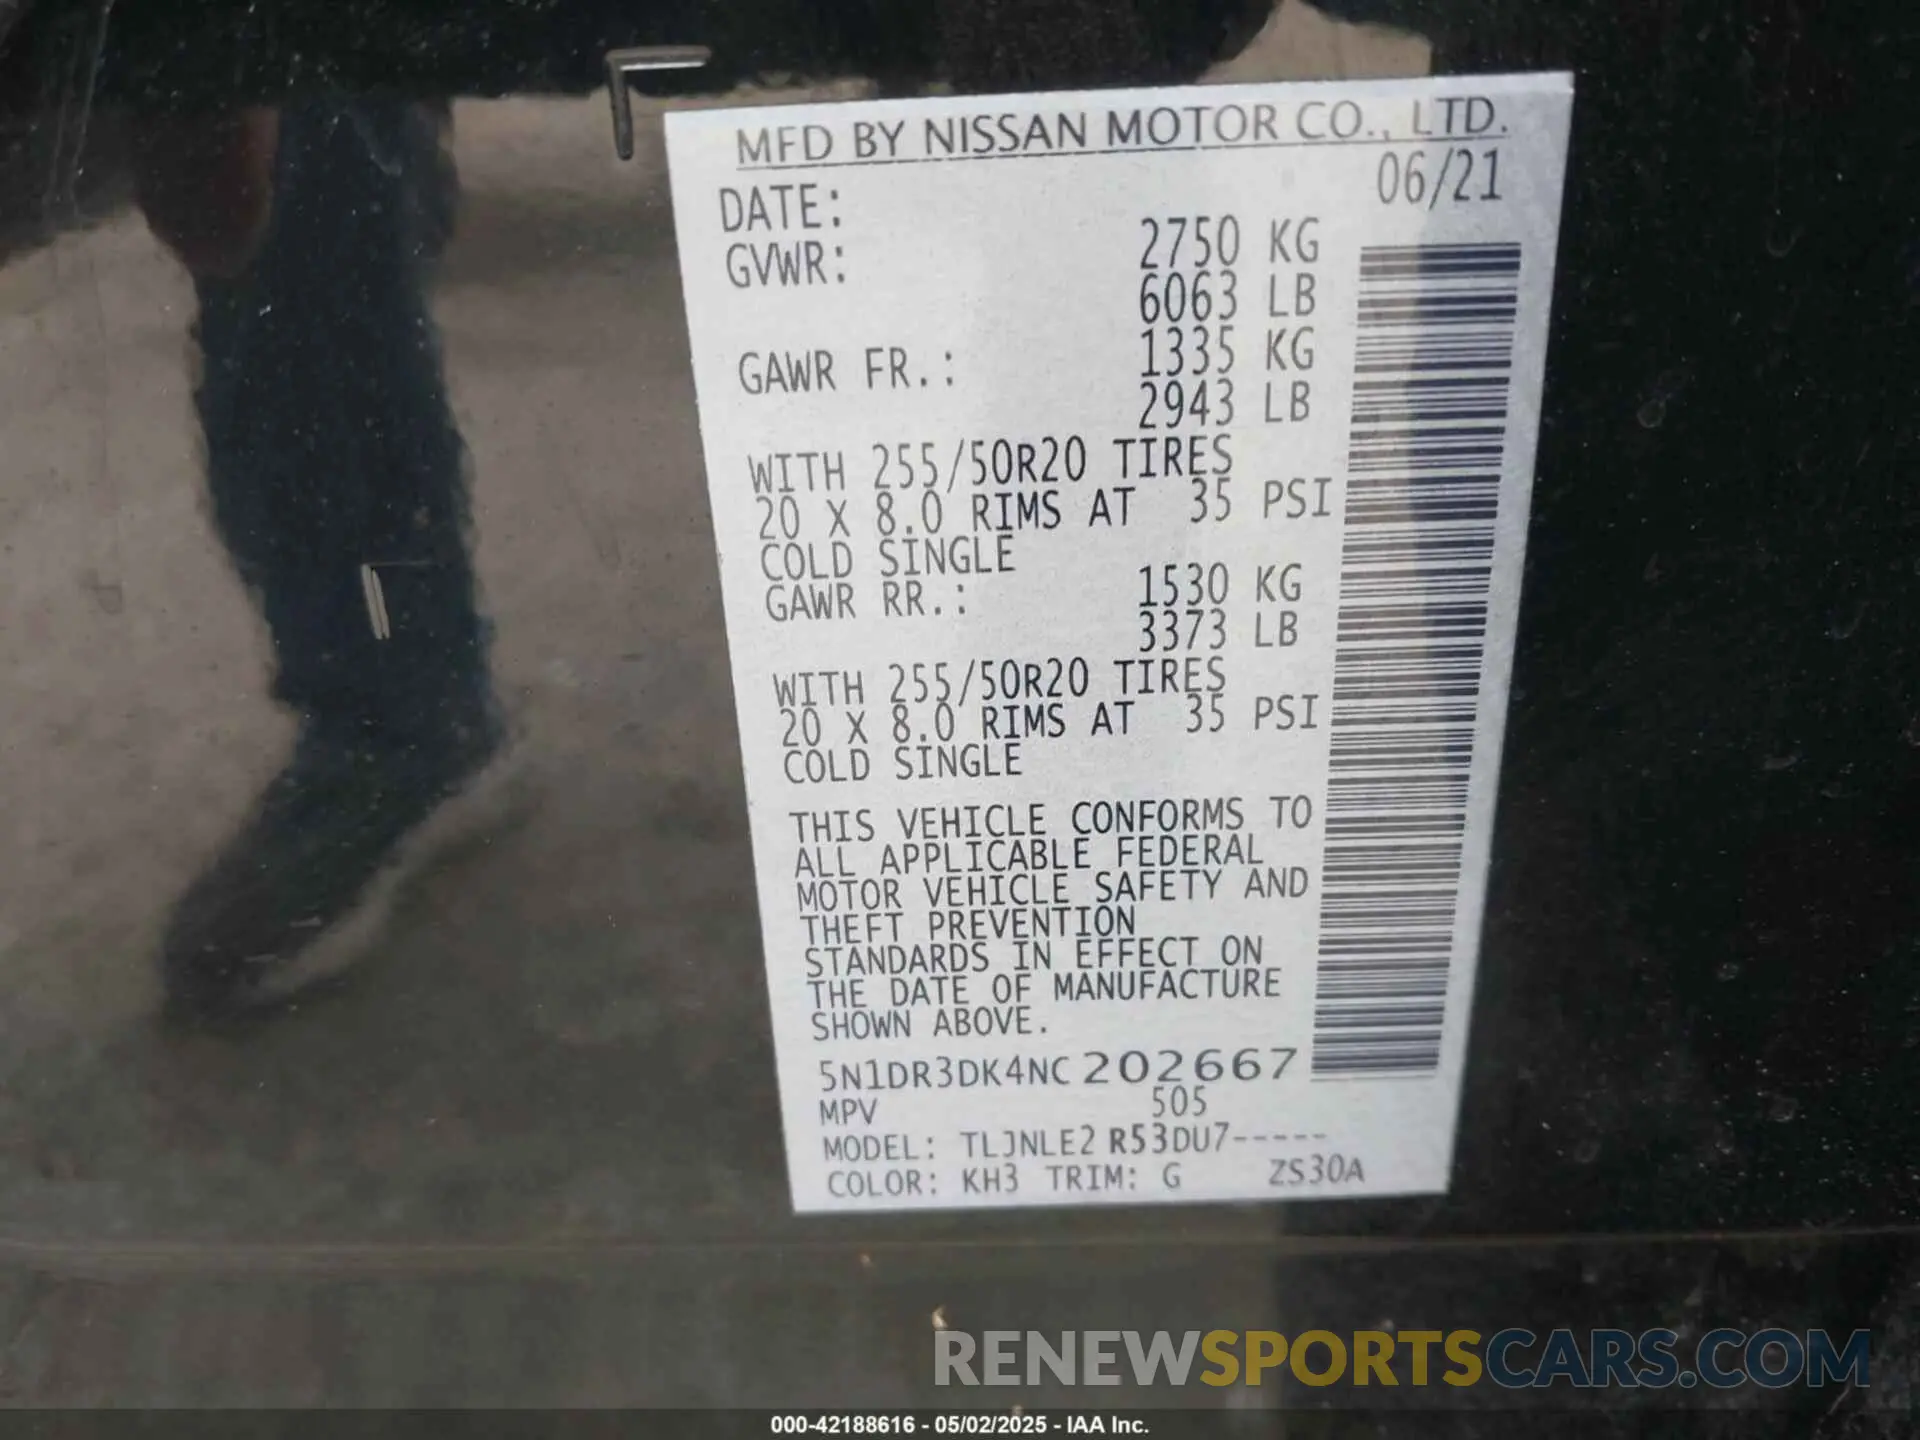 MFD BY NISSAN MOTOR CO., LTD.
DATE: 06/21
GVWR: 2750 KG
6063 LB
GAWR FR.: 1335 KG
2943 LB
WITH 255/50R20 TIRES
20 X 8.0 RIMS AT 35 PSI
COLD SINGLE
GAWR RR.: 1530 KG
3373 LB
WITH 255/50R20 TIRES
20 X 8.0 RIMS AT 35 PSI
COLD SINGLE
THIS VEHICLE CONFORMS TO
ALL APPLICABLE FEDERAL
MOTOR VEHICLE SAFETY AND
THEFT PREVENTION
STANDARDS IN EFFECT ON
THE DATE OF MANUFACTURE
SHOWN ABOVE.
5N1DR3DK4NC202667
MPV 505
MODEL: TLJNLE2 R53DU7-----
COLOR: KH3 TRIM: G ZS30A
RENEWSPORTSCARS.COM
000-42188616 - 05/02/2025 - IAA Inc.